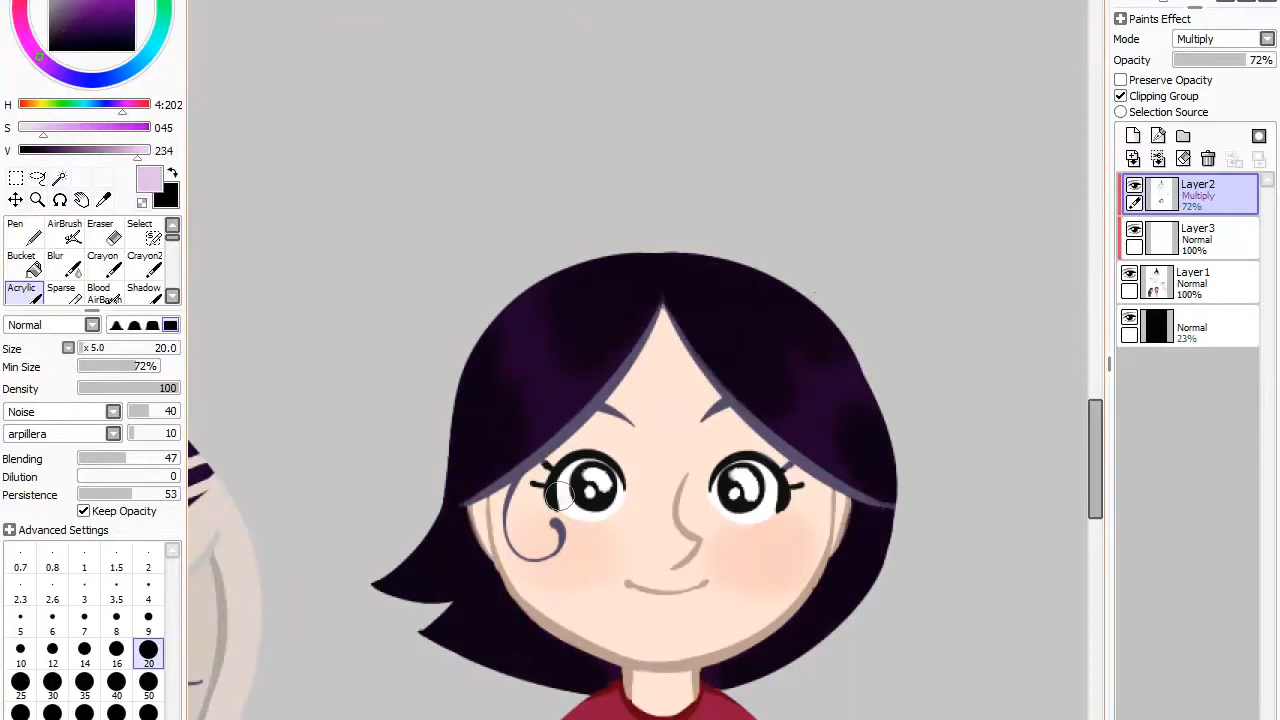 H 4:202
S 045
V 234
Pen AirBrush Eraser Select
Bucket Blur Crayon Crayon2
Acrylic Sparse Blood AirBrush Shadow
Normal
Size x 5.0 20.0
Min Size 72%
Density 100
Noise 40
arpillera 10
Blending 47
Dilution 0
Persistence 53
Keep Opacity
Advanced Settings
0.7 0.8 1 1.5 2
2.3 2.6 3 3.5 4
5 6 7 8 9
10 12 14 16 20
25 30 35 40 50
Paints Effect
Mode Multiply
Opacity 72%
Preserve Opacity
Clipping Group
Selection Source
Layer2
Multiply
72%
Layer3
Normal
100%
Layer1
Normal
100%
Normal
23%